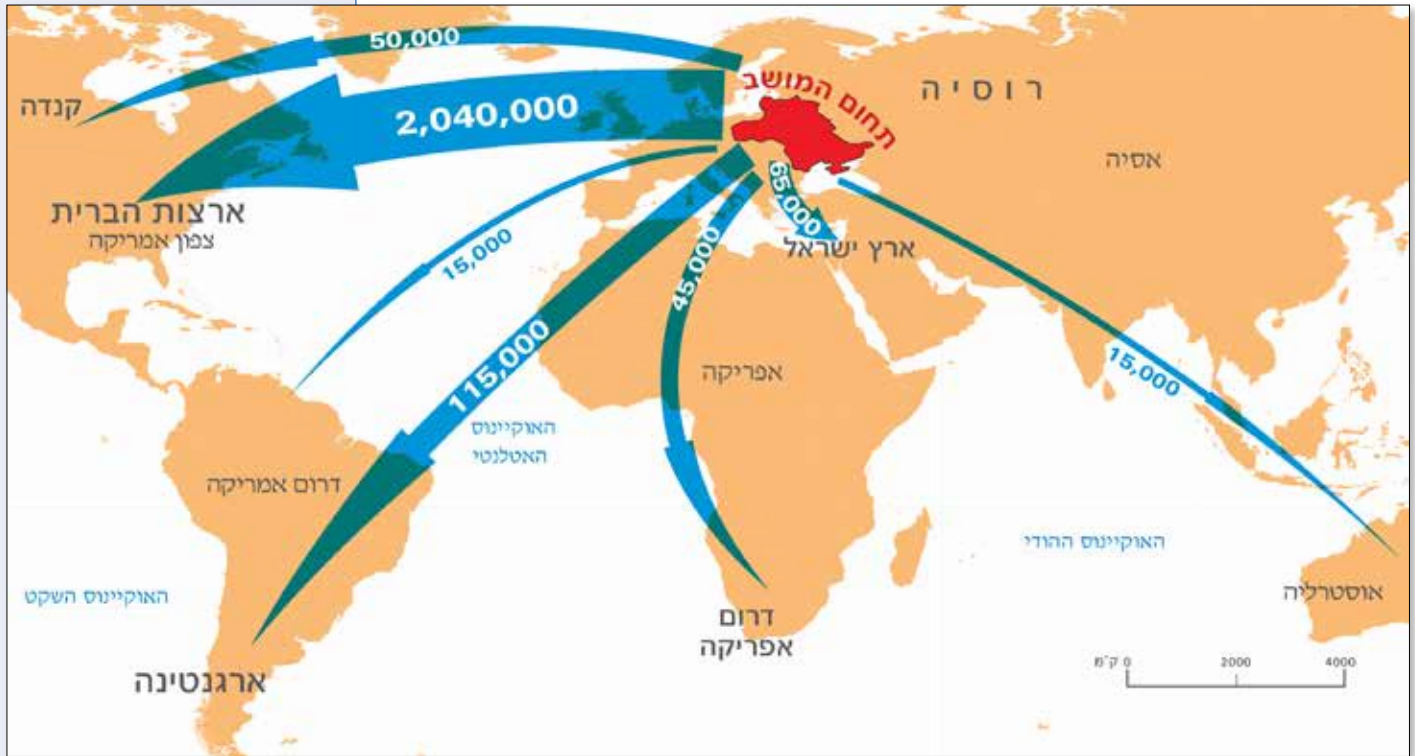 50,000
קנדה
2,040,000
תחום המושב
רוסיה
אסיה
ארצות הברית
צפון אמריקה
15,000
65,000
ארץ ישראל
45,000
115,000
אפריקה
15,000
האוקיינוס
האטלנטי
דרום אמריקה
האוקיינוס ההודי
האוקיינוס השקט
אוסטרליה
דרום
אפריקה
ארגנטינה
ק"מ 0 2000 4000